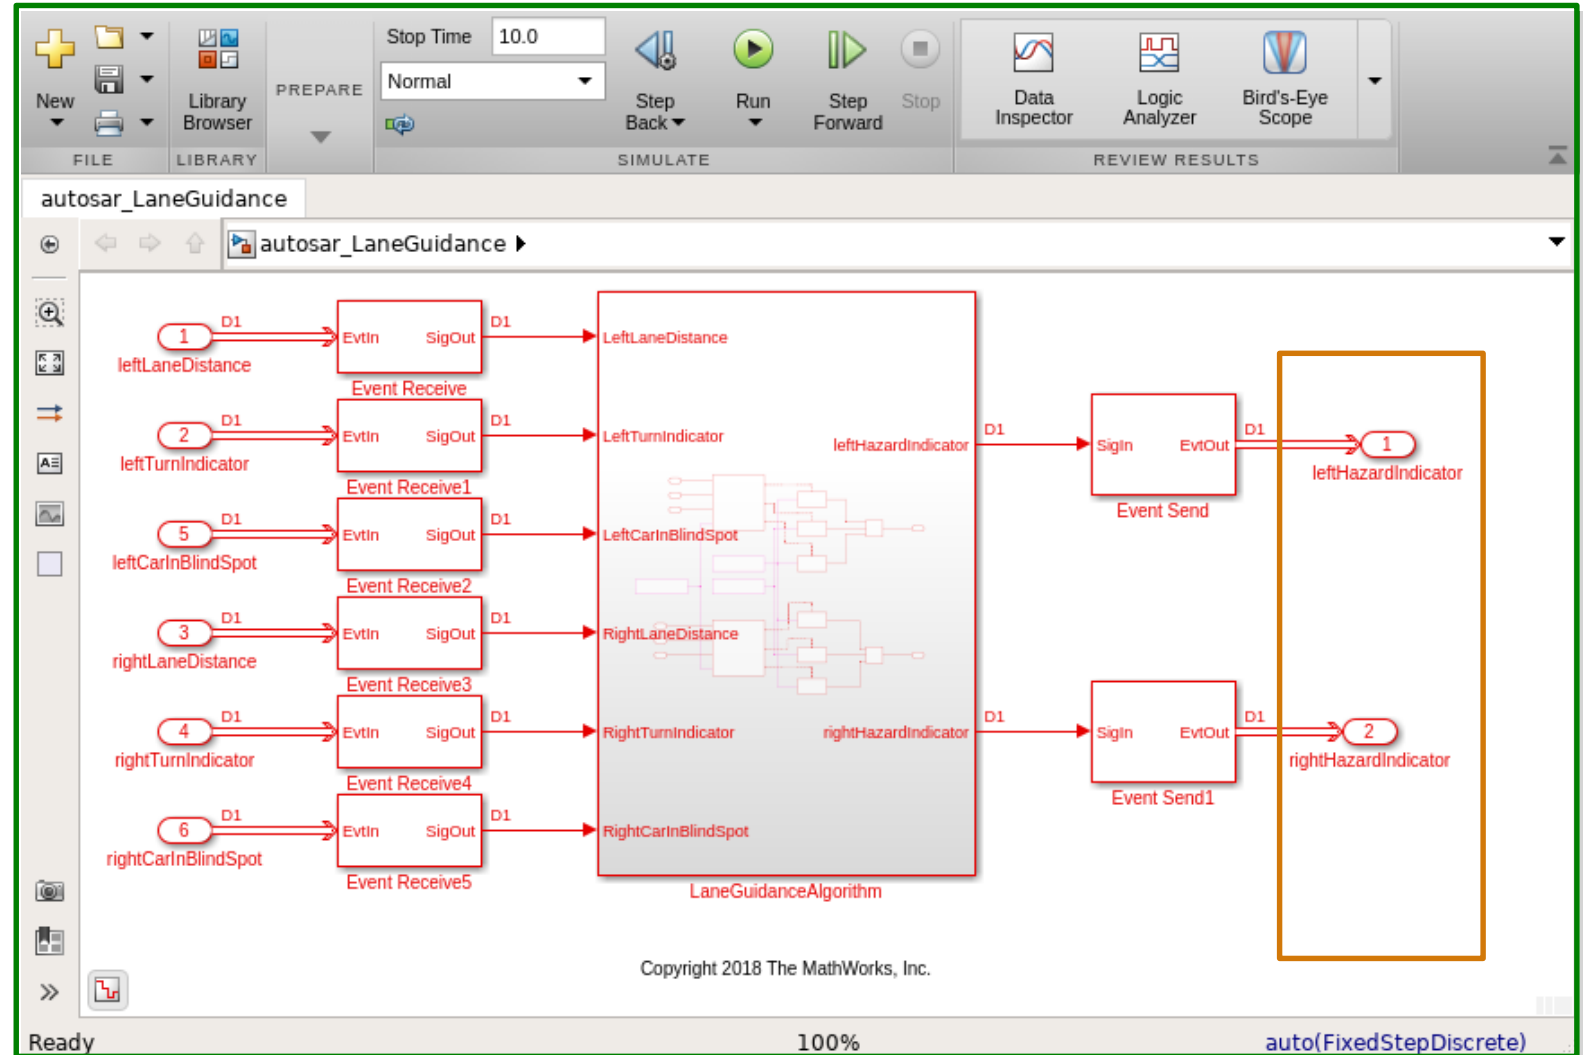 Stop Time 10.0
Normal
New
Library
Browser
PREPARE
Step
Back
Run
Step
Forward
Stop
Data
Inspector
Logic
Analyzer
Bird's-Eye
Scope
FILE
LIBRARY
SIMULATE
REVIEW RESULTS
autosar_LaneGuidance
autosar_LaneGuidance
1
D1
leftLaneDistance
EvtIn SigOut
D1
Event Receive
LeftLaneDistance
2
D1
leftTurnIndicator
EvtIn SigOut
D1
Event Receive1
LeftTurnIndicator
5
D1
leftCarInBlindSpot
EvtIn SigOut
D1
Event Receive2
LeftCarInBlindSpot
3
D1
rightLaneDistance
EvtIn SigOut
D1
Event Receive3
RightLaneDistance
4
D1
rightTurnIndicator
EvtIn SigOut
D1
Event Receive4
RightTurnIndicator
6
D1
rightCarInBlindSpot
EvtIn SigOut
D1
Event Receive5
RightCarInBlindSpot
LaneGuidanceAlgorithm
leftHazardIndicator
D1
SigIn EvtOut
Event Send
D1
1
leftHazardIndicator
rightHazardIndicator
D1
SigIn EvtOut
Event Send1
D1
2
rightHazardIndicator
Copyright 2018 The MathWorks, Inc.
Ready
100%
auto(FixedStepDiscrete)